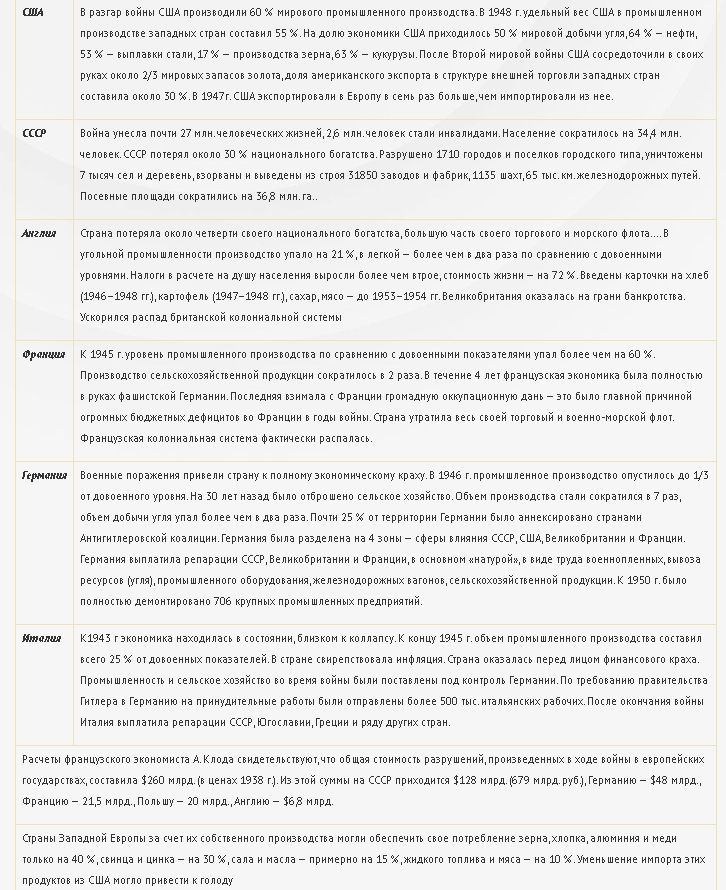 США
В разгар войны США производили 60 % мирового промышленного производства. В 1948 г. удельный вес США в промышленном
производстве западных стран составил 55 %. На долю экономики США приходилось 50 % мировой добычи угля, 64 % — нефти,
53 % — выплавки стали, 17 % — производства зерна, 63 % — кукурузы. После Второй мировой войны США сосредоточили в своих
руках около 2/3 мировых запасов золота, доля американского экспорта в структуре внешней торговли западных стран
составила около 30 %. В 1947г. США экспортировали в Европу в семь раз больше, чем импортировали из нее.
СССР
Война унесла почти 27 млн. человеческих жизней, 2,6 млн. человек стали инвалидами. Население сократилось на 34,4 млн.
человек. СССР потерял около 30 % национального богатства. Разрушено 1710 городов и поселков городского типа, уничтожены
7 тысяч сел и деревень, взорваны и выведены из строя 31850 заводов и фабрик, 1135 шахт, 65 тыс. км. железнодорожных путей.
Посевные площади сократились на 36,8 млн. га..
Англия
Страна потеряла около четверти своего национального богатства, большую часть своего торгового и морского флота.... В
угольной промышленности производство упало на 21 %, в легкой — более чем в два раза по сравнению с довоенными
уровнями. Налоги в расчете на душу населения выросли более чем втрое, стоимость жизни — на 72 %. Введены карточки на хлеб
(1946–1948 гг.), картофель (1947–1948 гг.), сахар, мясо — до 1953–1954 гг. Великобритания оказалась на грани банкротства.
Ускорился распад британской колониальной системы
Франция
К 1945 г. уровень промышленного производства по сравнению с довоенными показателями упал более чем на 60 %.
Производство сельскохозяйственной продукции сократилось в 2 раза. В течение 4 лет французская экономика была полностью
в руках фашистской Германии. Последняя взимала с Франции громадную оккупационную дань — это было главной причиной
огромных бюджетных дефицитов во Франции в годы войны. Страна утратила весь своей торговый и военно-морской флот.
Французская колониальная система фактически распалась.
Германия
Военные поражения привели страну к полному экономическому краху. В 1946 г. промышленное производство опустилось до 1/3
от довоенного уровня. На 30 лет назад было отброшено сельское хозяйство. Объем производства стали сократился в 7 раз,
объем добычи угля упал более чем в два раза. Почти 25 % от территории Германии было аннексировано странами
Антигитлеровской коалиции. Германия была разделена на 4 зоны — сферы влияния СССР, США, Великобритании и Франции.
Германия выплатила репарации СССР, Великобритании и Франции, в основном «натурой», в виде труда военнопленных, вывоза
ресурсов (угля), промышленного оборудования, железнодорожных вагонов, сельскохозяйственной продукции. К 1950 г. было
полностью демонтировано 706 крупных промышленных предприятий.
Италия
К1943 г экономика находилась в состоянии, близком к коллапсу. К концу 1945 г. объем промышленного производства составил
всего 25 % от довоенных показателей. В стране свирепствовала инфляция. Страна оказалась перед лицом финансового краха.
Промышленность и сельское хозяйство во время войны были поставлены под контроль Германии. По требованию правительства
Гитлера в Германию на принудительные работы были отправлены более 500 тыс. итальянских рабочих. После окончания войны
Италия выплатила репарации СССР, Югославии, Греции и ряду других стран.
Расчеты французского экономиста А. Клода свидетельствуют, что общая стоимость разрушений, произведенных в ходе войны в европейских
государствах, составила $260 млрд. (в ценах 1938 г.). Из этой суммы на СССР приходится $128 млрд. (679 млрд. руб.), Германию — $48 млрд.,
Францию — 21,5 млрд., Польшу — 20 млрд., Англию — $6,8 млрд.
Страны Западной Европы за счет их собственного производства могли обеспечить свое потребление зерна, хлопка, алюминия и меди
только на 40 %, свинца и цинка — на 30 %, сала и масла — примерно на 15 %, жидкого топлива и мяса — на 10 %. Уменьшение импорта этих
продуктов из США могло привести к голоду